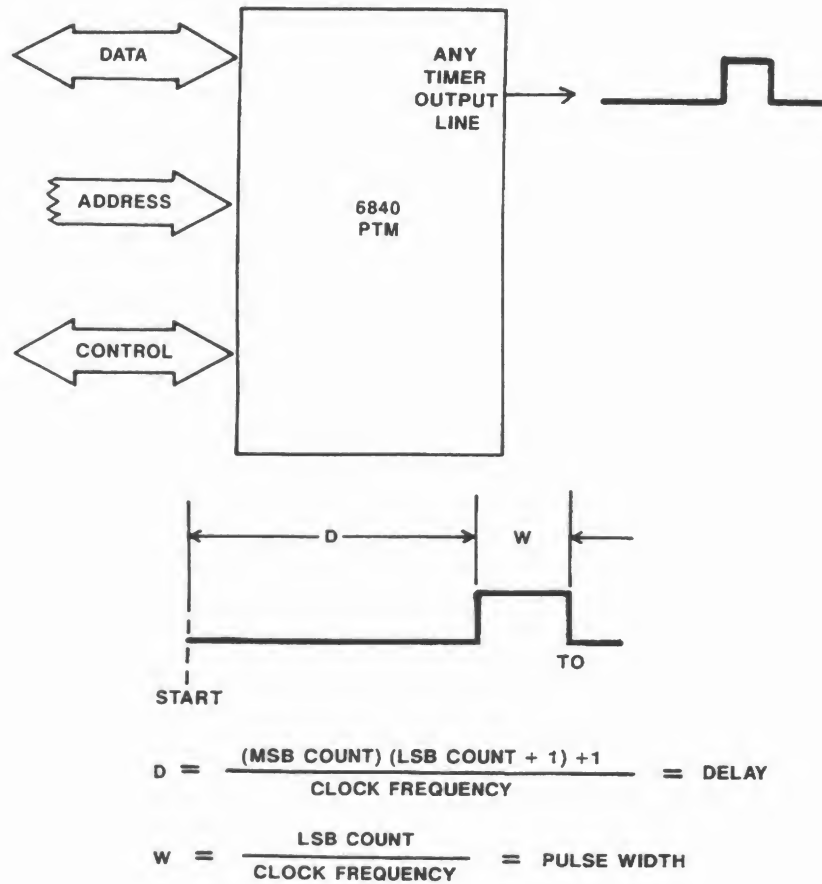 DATA
ANY
TIMER
OUTPUT
LINE
ADDRESS
6840
PTM
CONTROL
D
W
TO
START
D = (MSB COUNT) (LSB COUNT + 1) +1 / CLOCK FREQUENCY = DELAY
W = LSB COUNT / CLOCK FREQUENCY = PULSE WIDTH